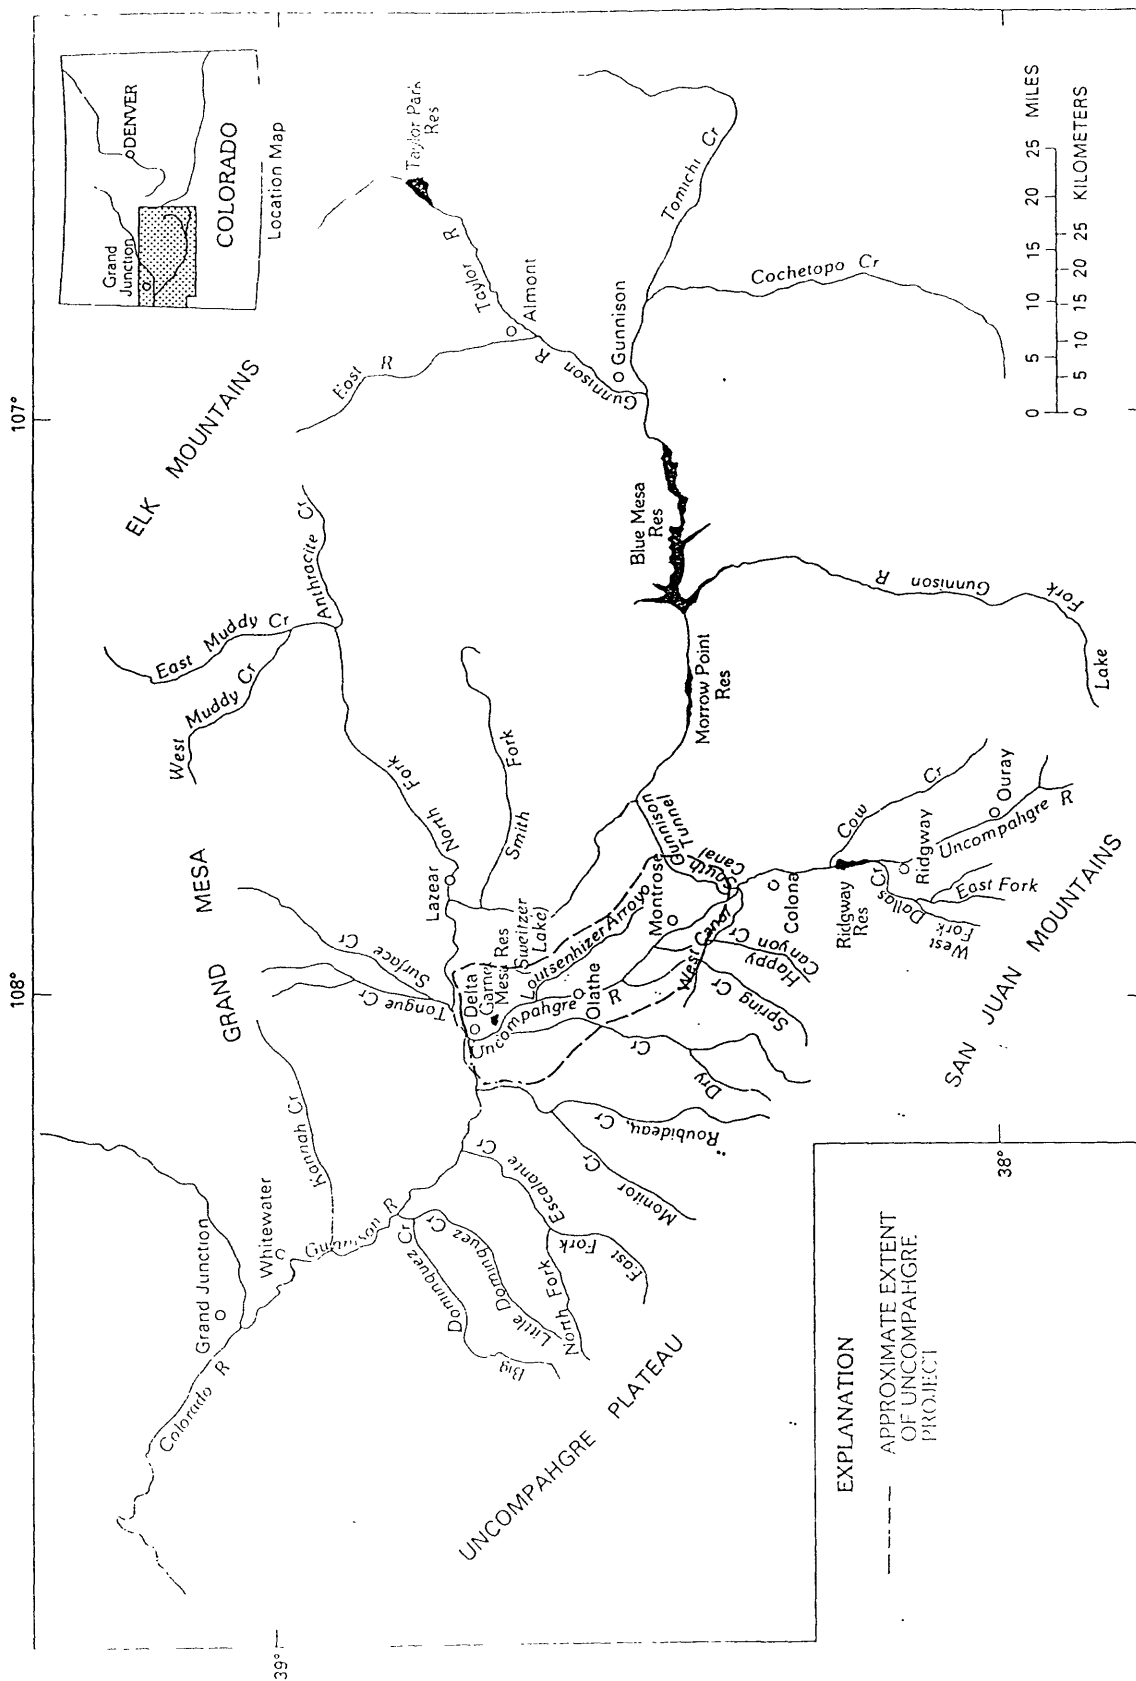 108°
107°
39°
38°
Grand
Junction
DENVER
COLORADO
Location Map
Colorado R
Grand Junction
Whitewater
Gunnison R
Kannah Cr
GRAND MESA
ELK MOUNTAINS
West Muddy Cr
East Muddy Cr
Anthracite Cr
East R
Taylor R
Taylor Park
Res
Almont
Gunnison R
Gunnison
Tomichi Cr
Cochetopo Cr
Surface Cr
Tongue Cr
Lazear
North Fork
Smith Fork
Blue Mesa
Res
Morrow Point
Res
Lake Fork Gunnison R
Big Dominquez Cr
Little Dominquez Cr
Escalante Cr
North Fork
East Fork
Monitor Cr
"Roubideau, Cr
Dry Cr
Delta
Garnet
Mesa Res
(Sweitzer
Lake)
Uncompahgre R
Loutsenhizer Arroyo
Olathe
Montrose
Gunnison
Tunnel
South
Canal
West Canal
Spring Cr
Happy
Canyon Cr
Colona
Ridgway
Res
Cow Cr
Dallas Cr
Ridgway
West
Fork
East Fork
Ouray
Uncompahgre R
UNCOMPAHGRE PLATEAU
SAN JUAN MOUNTAINS
EXPLANATION
APPROXIMATE EXTENT
OF UNCOMPAHGRE
PROJECT
0 5 10 15 20 25 MILES
0 5 10 15 20 25 KILOMETERS